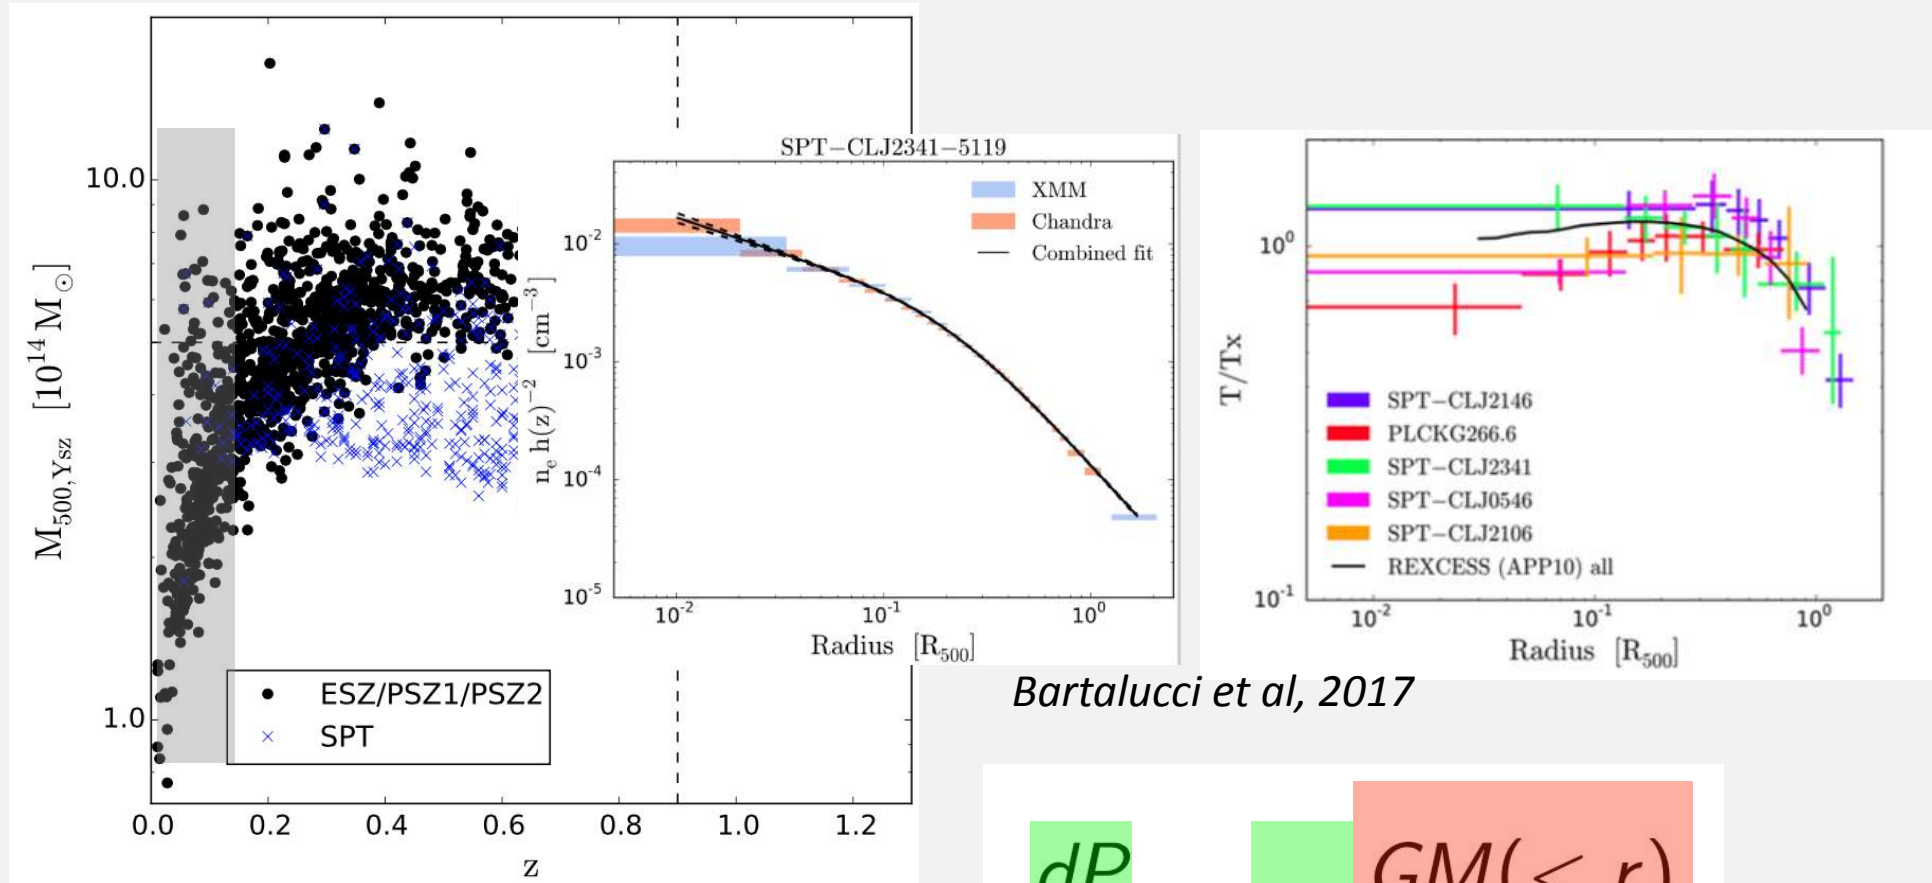 M500,Ysz [10^14 M⊙]
10.0
1.0
ESZ/PSZ1/PSZ2
SPT
0.0 0.2 0.4 0.6 0.8 1.0 1.2
z
SPT−CLJ2341−5119
XMM
Chandra
Combined fit
n_e h(z)^−2 [cm^−3]
10^-2
10^-3
10^-4
10^-5
10^-2 10^-1 10^0
Radius [R500]
T/Tx
10^0
10^-1
SPT−CLJ2146
PLCKG266.6
SPT−CLJ2341
SPT−CLJ0546
SPT−CLJ2106
REXCESS (APP10) all
10^-2 10^-1 10^0
Radius [R500]
Bartalucci et al, 2017
dP GM(< r)